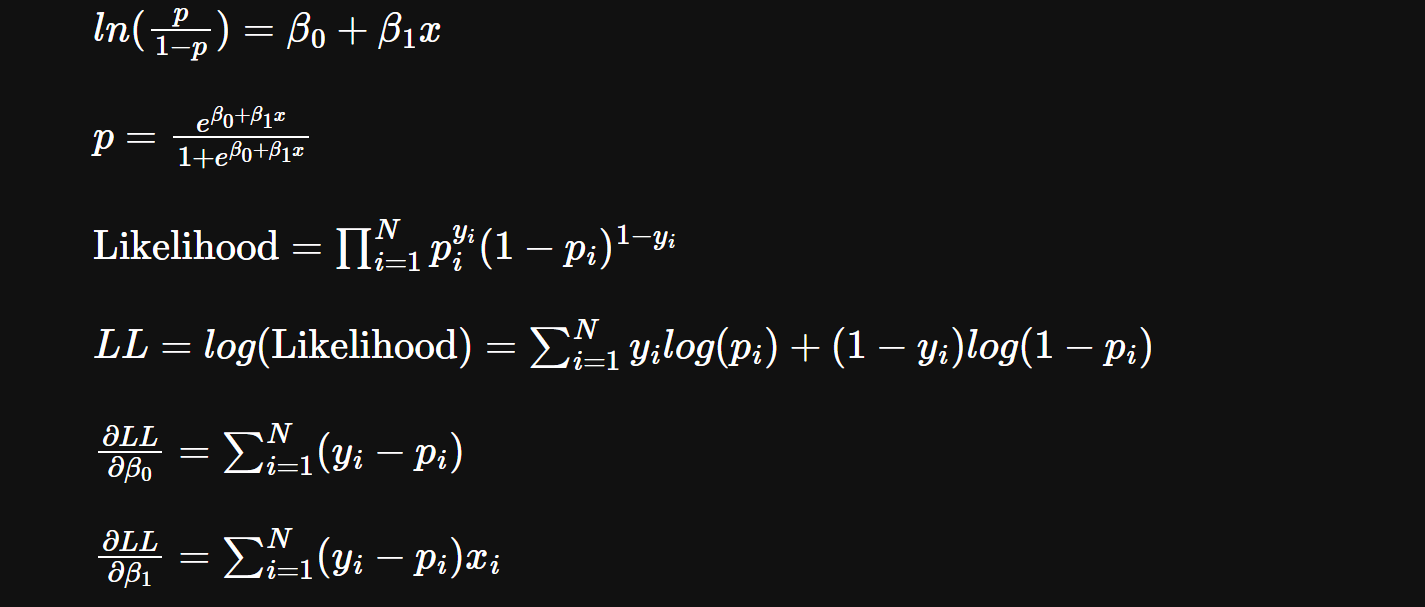 ln(p/(1−p)) = β₀ + β₁x
p = e^(β₀+β₁x) / (1+e^(β₀+β₁x))
Likelihood = ∏_{i=1}^{N} p_i^{y_i} (1 − p_i)^{1−y_i}
LL = log(Likelihood) = ∑_{i=1}^{N} y_i log(p_i) + (1 − y_i)log(1 − p_i)
∂LL/∂β₀ = ∑_{i=1}^{N} (y_i − p_i)
∂LL/∂β₁ = ∑_{i=1}^{N} (y_i − p_i)x_i